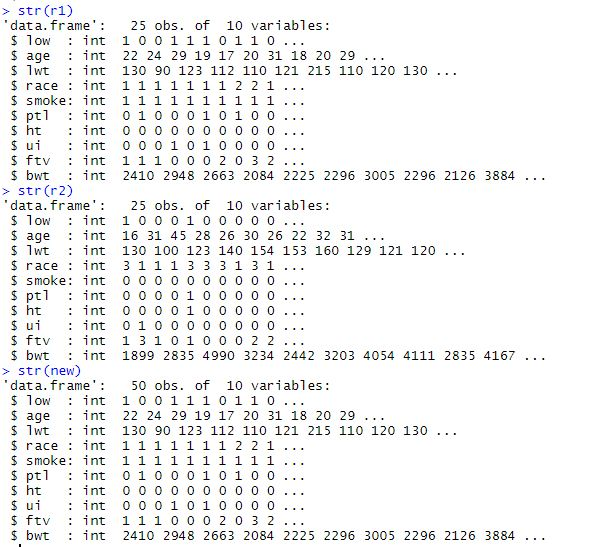 > str(r1)
'data.frame':   25 obs. of  10 variables:
 $ low  : int  1 0 0 1 1 1 0 1 1 0 ...
 $ age  : int  22 24 29 19 17 20 31 18 20 29 ...
 $ lwt  : int  130 90 123 112 110 121 215 110 120 130 ...
 $ race : int  1 1 1 1 1 1 1 2 2 1 ...
 $ smoke: int  1 1 1 1 1 1 1 1 1 1 ...
 $ ptl  : int  0 1 0 0 0 1 0 1 0 0 ...
 $ ht   : int  0 0 0 0 0 0 0 0 0 0 ...
 $ ui   : int  0 0 0 1 0 1 0 0 0 0 ...
 $ ftv  : int  1 1 1 0 0 0 2 0 3 2 ...
 $ bwt  : int  2410 2948 2663 2084 2225 2296 3005 2296 2126 3884 ...
> str(r2)
'data.frame':   25 obs. of  10 variables:
 $ low  : int  1 0 0 0 1 0 0 0 0 0 ...
 $ age  : int  16 31 45 28 26 30 26 22 32 31 ...
 $ lwt  : int  130 100 123 140 154 153 160 129 121 120 ...
 $ race : int  3 1 1 1 3 3 3 1 3 1 ...
 $ smoke: int  0 0 0 0 0 0 0 0 0 0 ...
 $ ptl  : int  0 0 0 0 1 0 0 0 0 0 ...
 $ ht   : int  0 0 0 0 1 0 0 0 0 0 ...
 $ ui   : int  0 1 0 0 0 0 0 0 0 0 ...
 $ ftv  : int  1 3 1 0 1 0 0 0 2 2 ...
 $ bwt  : int  1899 2835 4990 3234 2442 3203 4054 4111 2835 4167 ...
> str(new)
'data.frame':   50 obs. of  10 variables:
 $ low  : int  1 0 0 1 1 1 0 1 1 0 ...
 $ age  : int  22 24 29 19 17 20 31 18 20 29 ...
 $ lwt  : int  130 90 123 112 110 121 215 110 120 130 ...
 $ race : int  1 1 1 1 1 1 1 2 2 1 ...
 $ smoke: int  1 1 1 1 1 1 1 1 1 1 ...
 $ ptl  : int  0 1 0 0 0 1 0 1 0 0 ...
 $ ht   : int  0 0 0 0 0 0 0 0 0 0 ...
 $ ui   : int  0 0 0 1 0 1 0 0 0 0 ...
 $ ftv  : int  1 1 1 0 0 0 2 0 3 2 ...
 $ bwt  : int  2410 2948 2663 2084 2225 2296 3005 2296 2126 3884 ...